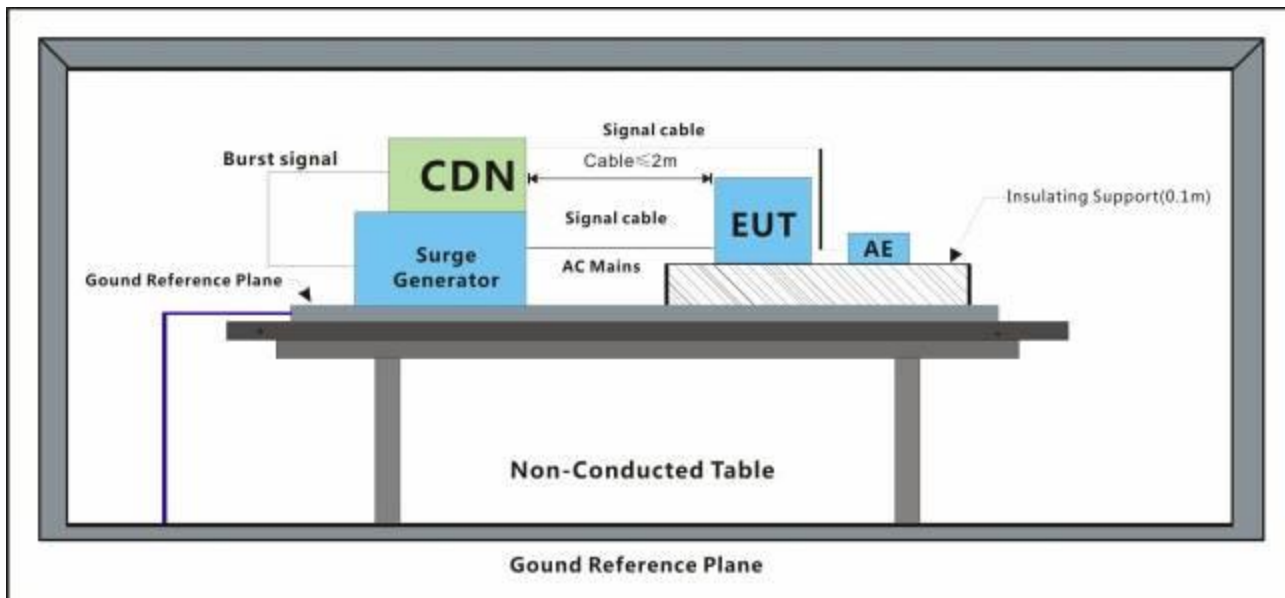 Signal cable
Burst signal
CDN
Cable≤2m
Insulating Support(0.1m)
Signal cable
EUT
Surge
Generator
AE
AC Mains
Gound Reference Plane
Non-Conducted Table
Gound Reference Plane